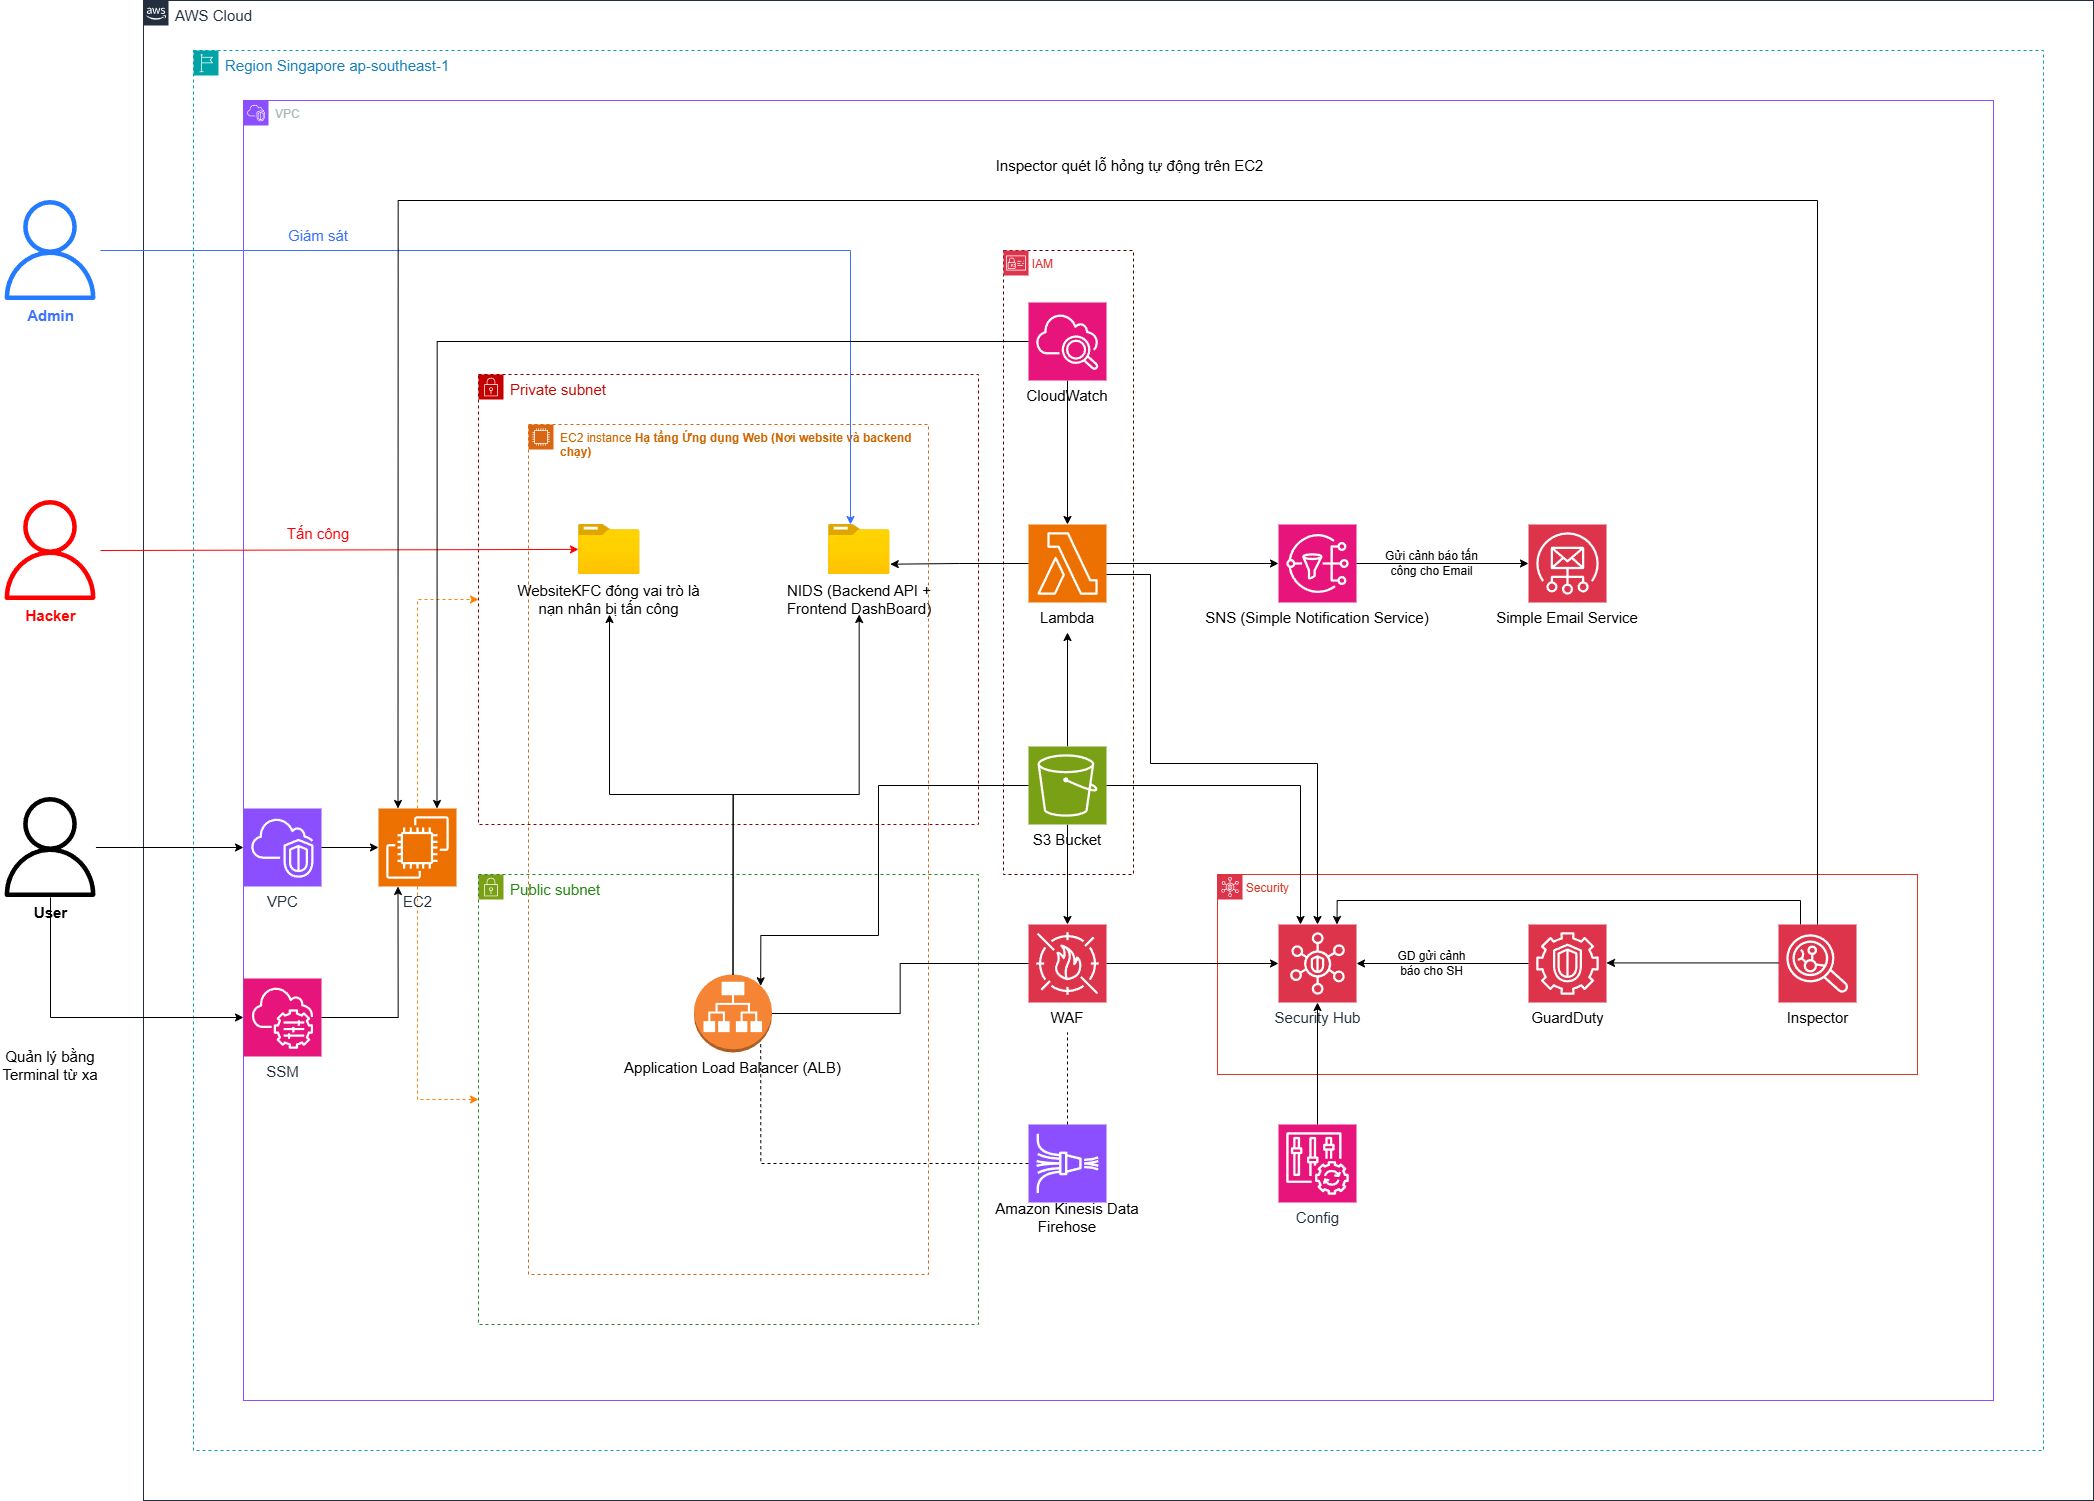 aws
AWS Cloud
Region Singapore ap-southeast-1
VPC
Inspector quét lỗ hỏng tự động trên EC2
Giám sát
Admin
IAM
CloudWatch
Private subnet
EC2 instance Hạ tầng Ứng dụng Web (Nơi website và backend
chạy)
Tấn công
Hacker
WebsiteKFC đóng vai trò là
nạn nhân bị tấn công
NIDS (Backend API +
Frontend DashBoard)
Lambda
SNS (Simple Notification Service)
Gửi cảnh báo tấn
công cho Email
Simple Email Service
S3 Bucket
User
VPC
EC2
Public subnet
Security
Quản lý bằng
Terminal từ xa
SSM
Application Load Balancer (ALB)
WAF
Security Hub
GD gửi cảnh
báo cho SH
GuardDuty
Inspector
Amazon Kinesis Data
Firehose
Config